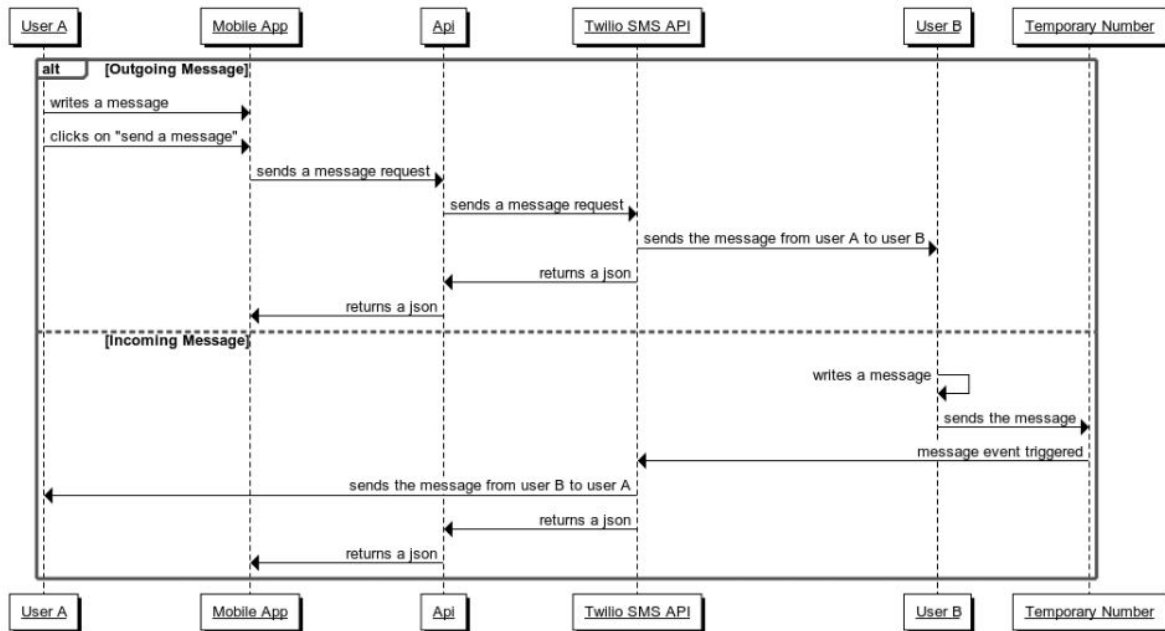 User A
Mobile App
Api
Twilio SMS API
User B
Temporary Number
alt
[Outgoing Message]
writes a message
clicks on "send a message"
sends a message request
sends a message request
sends the message from user A to user B
returns a json
returns a json
[Incoming Message]
writes a message
sends the message
message event triggered
sends the message from user B to user A
returns a json
returns a json
User A
Mobile App
Api
Twilio SMS API
User B
Temporary Number